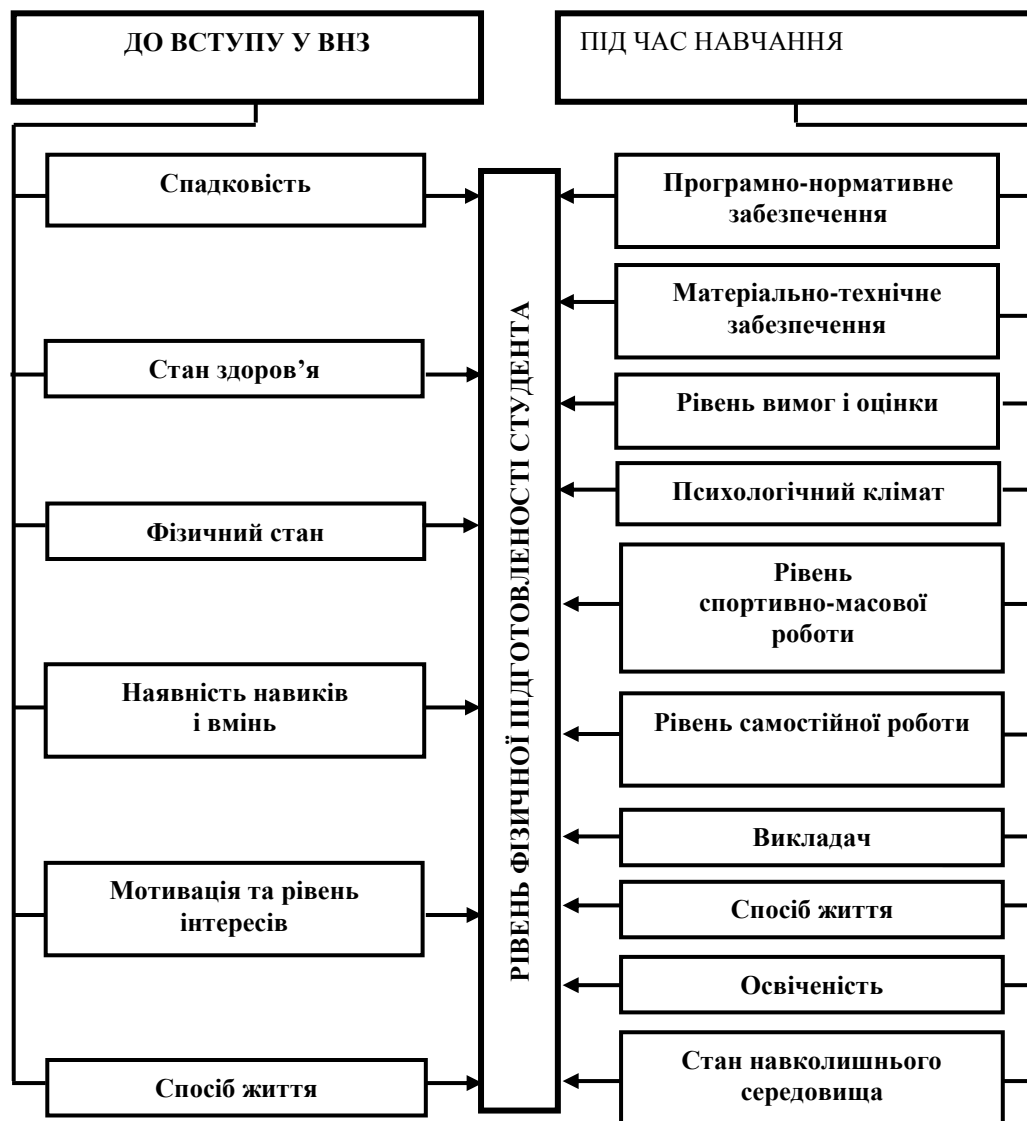 ДО ВСТУПУ У ВНЗ
ПІД ЧАС НАВЧАННЯ
Спадковість
Стан здоров’я
Фізичний стан
Наявність навиків
і вмінь
Мотивація та рівень
інтересів
Спосіб життя
РІВЕНЬ ФІЗИЧНОЇ ПІДГОТОВЛЕНОСТІ СТУДЕНТА
Програмно-нормативне
забезпечення
Матеріально-технічне
забезпечення
Рівень вимог і оцінки
Психологічний клімат
Рівень
спортивно-масової
роботи
Рівень самостійної роботи
Викладач
Спосіб життя
Освіченість
Стан навколишнього
середовища